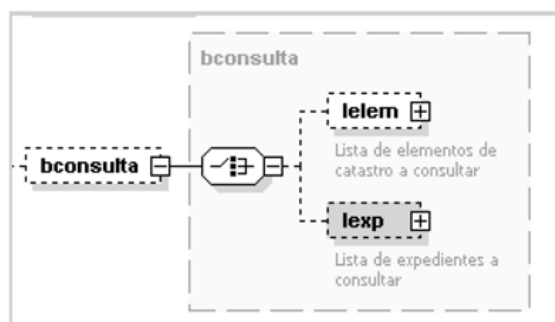 bconsulta
lelem
Lista de elementos de
catastro a consultar
bconsulta
lexp
Lista de expedientes a
consultar